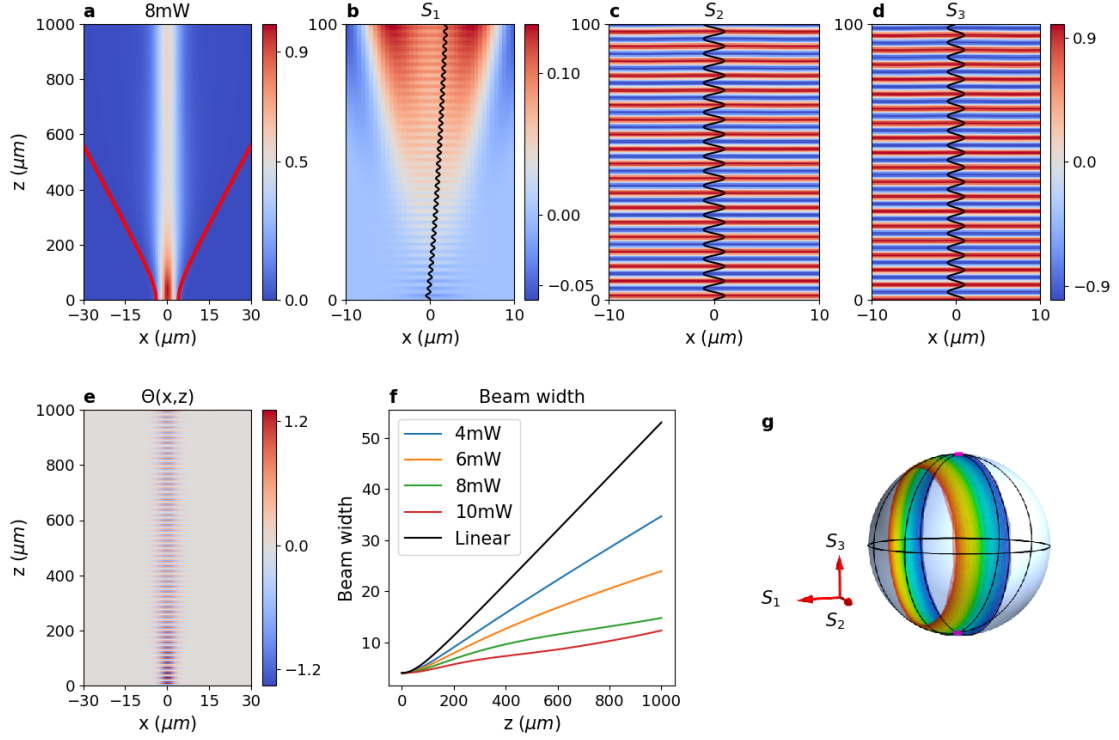 a 8mW
1000
800
600
400
200
0
z (μm)
-30 -15 0 15 30
x (μm)
0.9
0.5
0.0
b S1
100
0
-10 0 10
x (μm)
0.10
0.00
−0.05
c S2
100
0
−10 0 10
x (μm)
d S3
100
0
−10 0 10
x (μm)
0.9
0.0
−0.9
e Θ(x,z)
1000
800
600
400
200
0
z (μm)
-30 -15 0 15 30
x (μm)
1.2
0.0
−1.2
f Beam width
50
40
30
20
10
Beam width
4mW
6mW
8mW
10mW
Linear
0 200 400 600 800 1000
z (μm)
g
S3
S1
S2